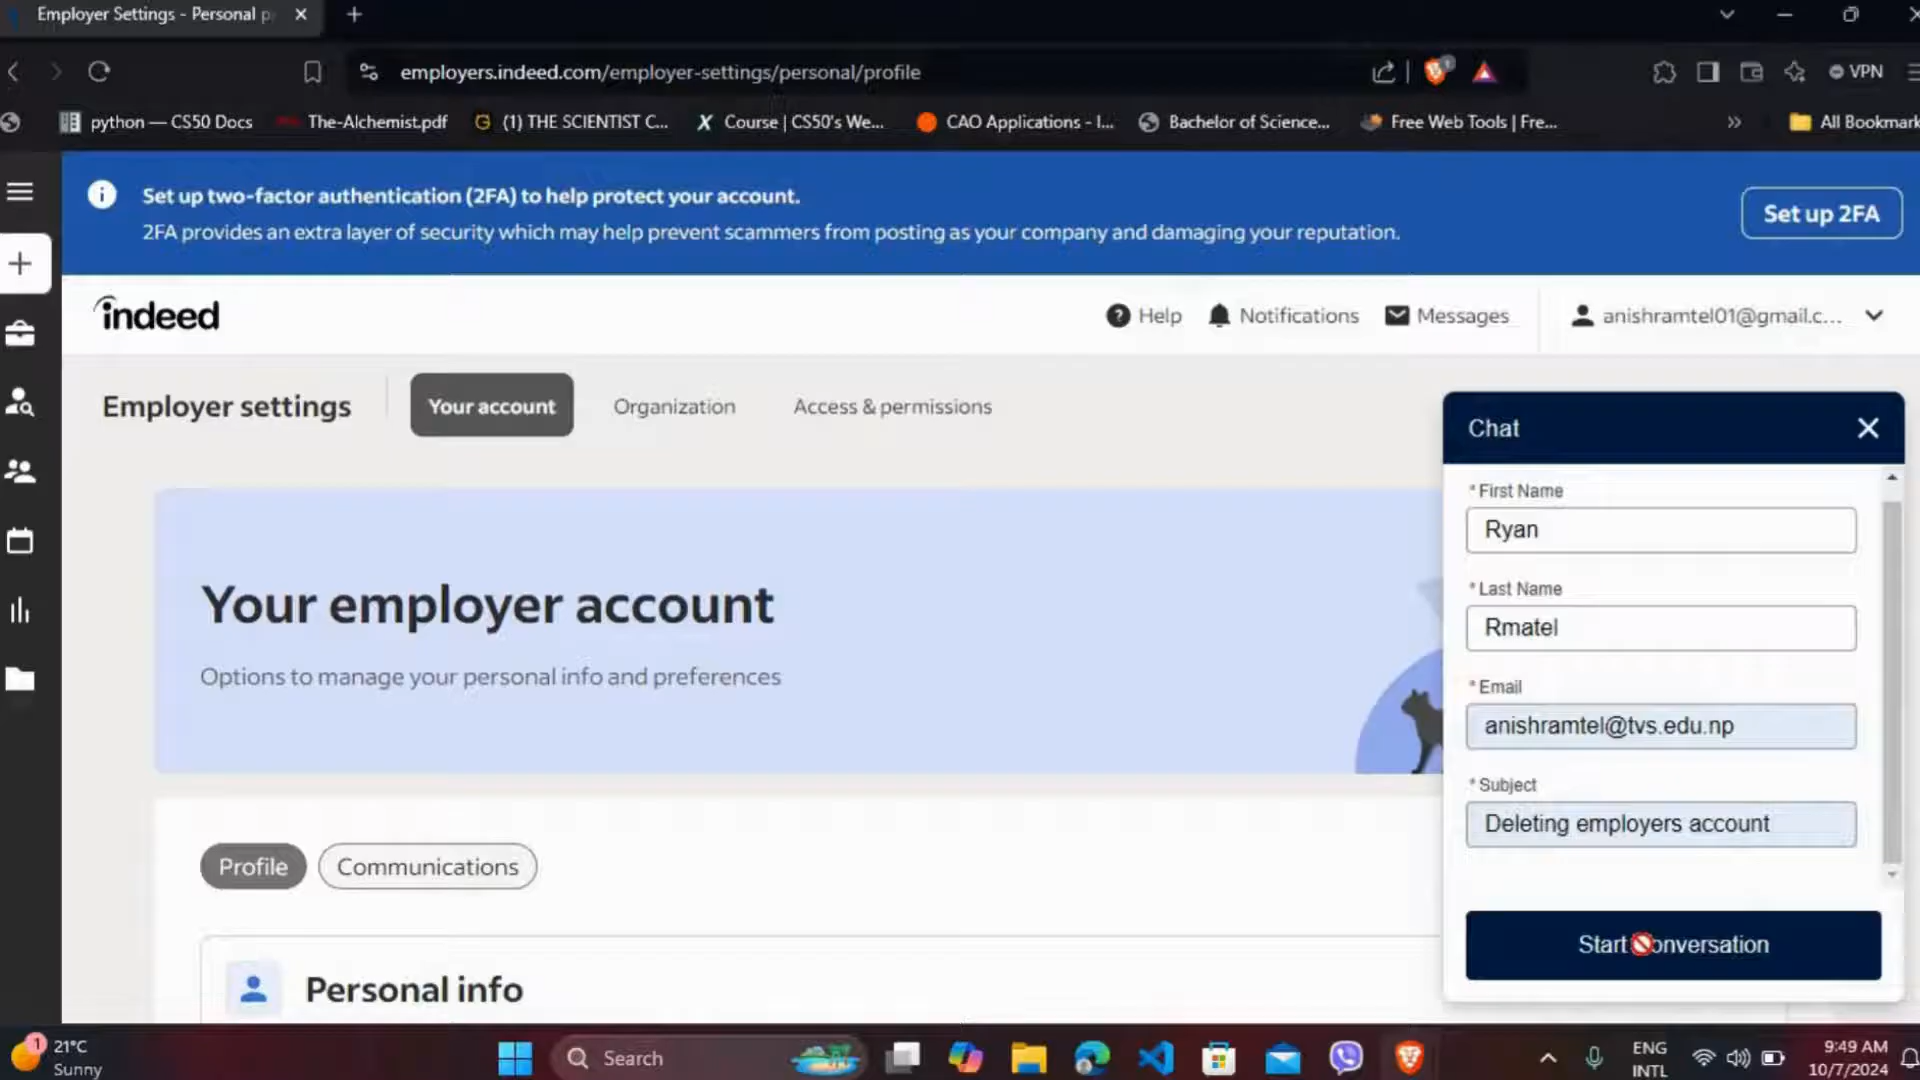 Employer Settings - Personal p
employers.indeed.com/employer-settings/personal/profile
1
VPN
python — CS50 Docs
The-Alchemist.pdf
(1) THE SCIENTIST C...
Course | CS50's We...
CAO Applications - I...
Bachelor of Science...
Free Web Tools | Fre...
»
All Bookmark
Set up two-factor authentication (2FA) to help protect your account.
2FA provides an extra layer of security which may help prevent scammers from posting as your company and damaging your reputation.
Set up 2FA
indeed
Help
Notifications
Messages
anishramtel01@gmail.c...
Employer settings
Your account
Organization
Access & permissions
Your employer account
Options to manage your personal info and preferences
Profile
Communications
Personal info
Chat
* First Name
Ryan
* Last Name
Rmatel
* Email
anishramtel@tvs.edu.np
* Subject
Deleting employers account
Start Conversation
1
21°C
Sunny
Search
ENG
INTL
9:49 AM
10/7/2024